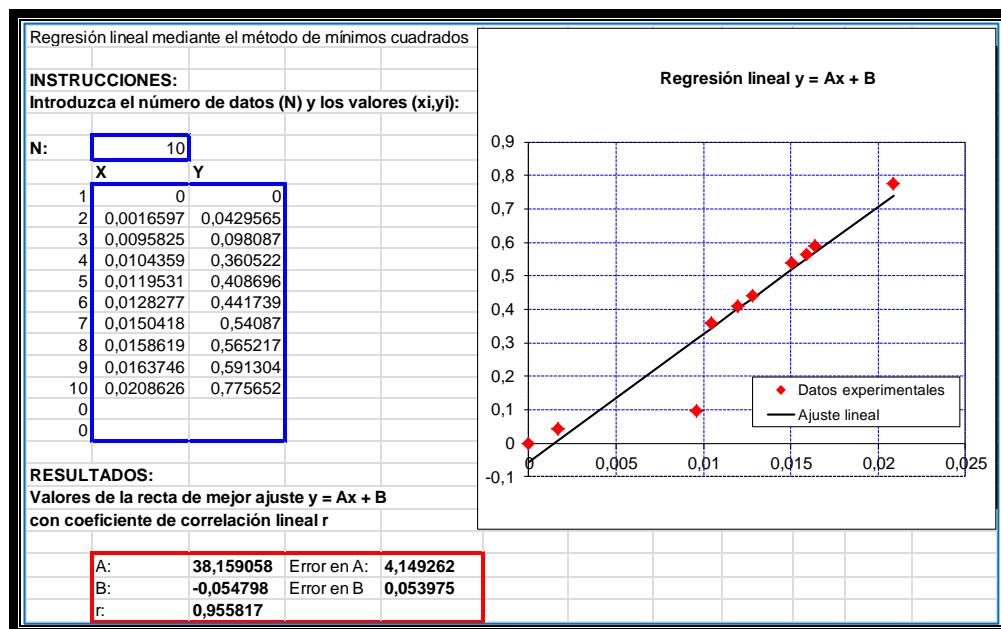 Regresión lineal mediante el método de mínimos cuadrados
INSTRUCCIONES:
Introduzca el número de datos (N) y los valores (xi,yi):
N: 10
X Y
1 0 0
2 0,0016597 0,0429565
3 0,0095825 0,098087
4 0,0104359 0,360522
5 0,0119531 0,408696
6 0,0128277 0,441739
7 0,0150418 0,54087
8 0,0158619 0,565217
9 0,0163746 0,591304
10 0,0208626 0,775652
0
0
RESULTADOS:
Valores de la recta de mejor ajuste y = Ax + B
con coeficiente de correlación lineal r
A: 38,159058 Error en A: 4,149262
B: -0,054798 Error en B 0,053975
r: 0,955817
Regresión lineal y = Ax + B
0,9
0,8
0,7
0,6
0,5
0,4
0,3
0,2
0,1
0
-0,1
0 0,005 0,01 0,015 0,02 0,025
Datos experimentales
Ajuste lineal